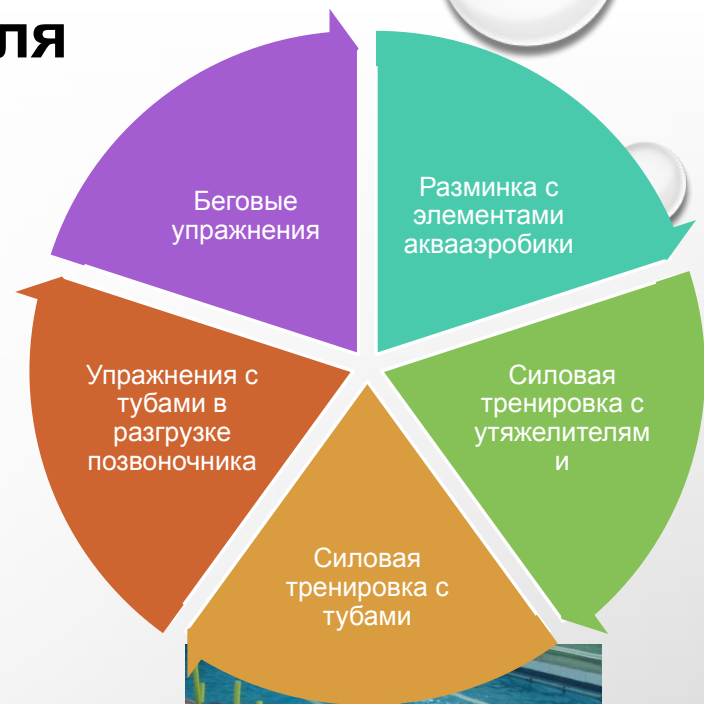 ля
Беговые
упражнения
Разминка с
элементами
аквааэробики
Упражнения с
тубами в
разгрузке
позвоночника
Силовая
тренировка с
утяжелителям
и
Силовая
тренировка с
тубами